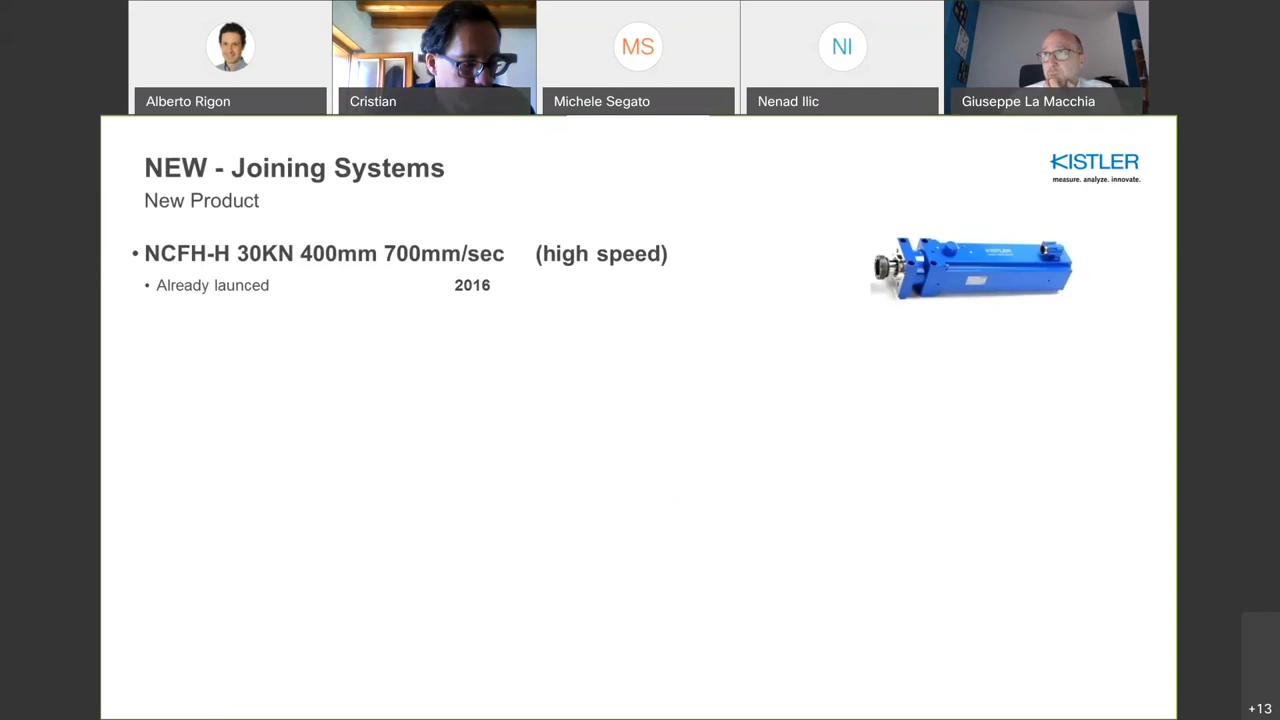 MS
NI
Alberto Rigon
Cristian
Michele Segato
Nenad Ilic
Giuseppe La Macchia
NEW - Joining Systems
KISTLER
measure. analyze. innovate.
New Product
• NCFH-H 30KN 400mm 700mm/sec (high speed)
KISTLER
• Already launced 2016
+13